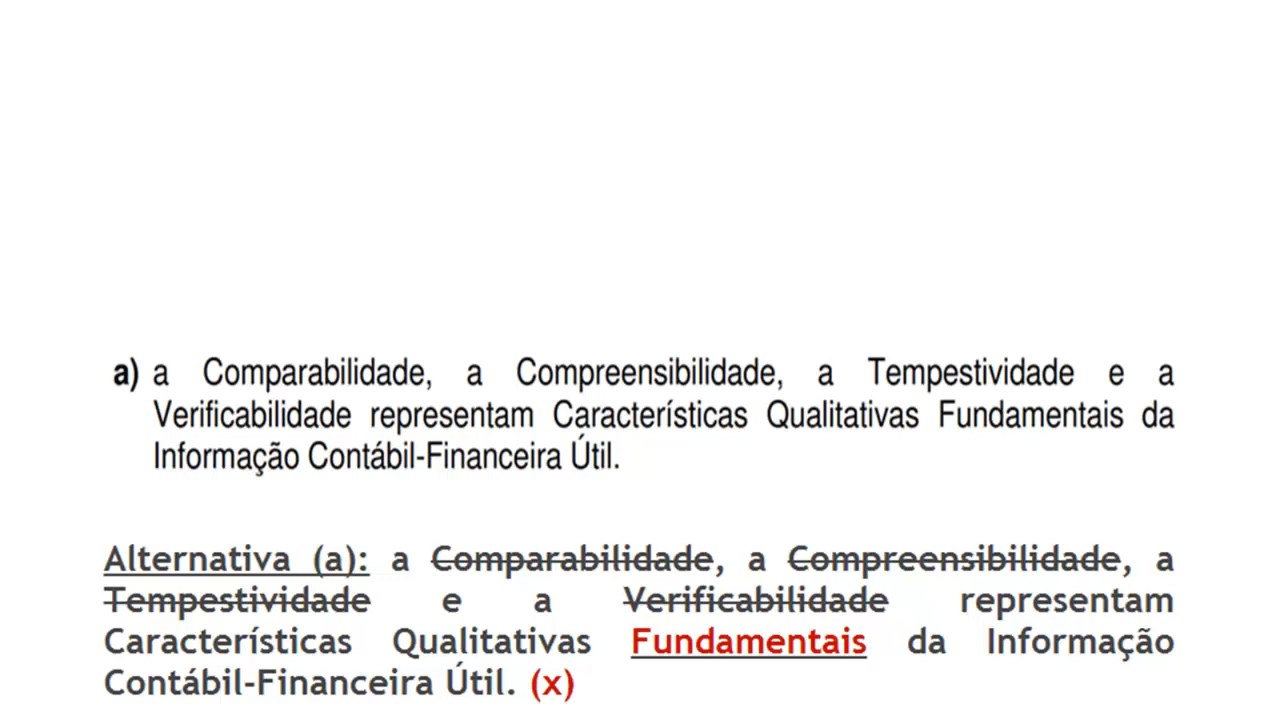 a) a Comparabilidade, a Compreensibilidade, a Tempestividade e a
Verificabilidade representam Características Qualitativas Fundamentais da
Informação Contábil-Financeira Útil.
Alternativa (a): a Comparabilidade, a Compreensibilidade, a
Tempestividade e a Verificabilidade representam
Características Qualitativas Fundamentais da Informação
Contábil-Financeira Útil. (x)